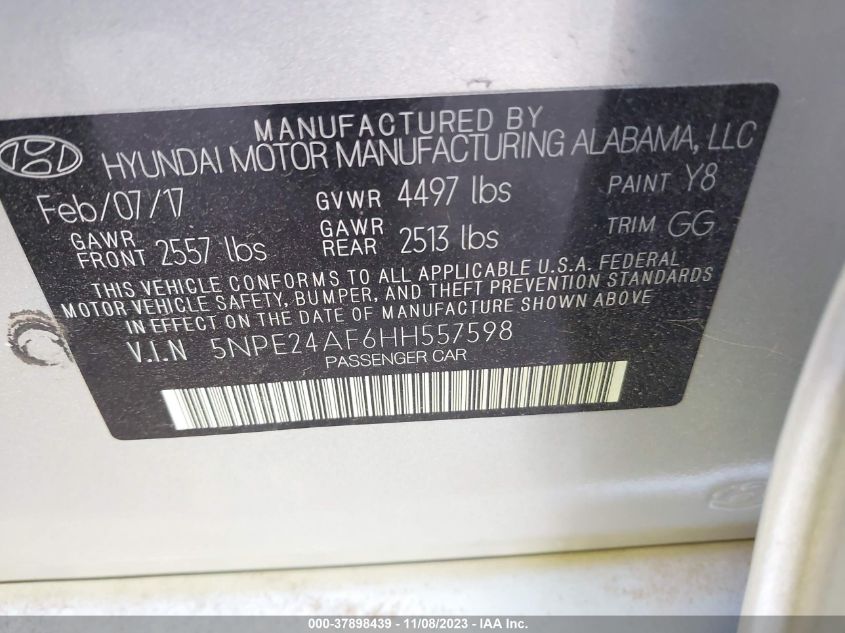 MANUFACTURED BY
HYUNDAI MOTOR MANUFACTURING ALABAMA, LLC
Feb/07/17 GVWR 4497 lbs PAINT Y8
GAWR FRONT 2557 lbs GAWR REAR 2513 lbs TRIM GG
THIS VEHICLE CONFORMS TO ALL APPLICABLE U.S.A. FEDERAL
MOTOR VEHICLE SAFETY, BUMPER, AND THEFT PREVENTION STANDARDS
IN EFFECT ON THE DATE OF MANUFACTURE SHOWN ABOVE
V.I.N 5NPE24AF6HH557598
PASSENGER CAR
000-37898439 - 11/08/2023 - IAA Inc.